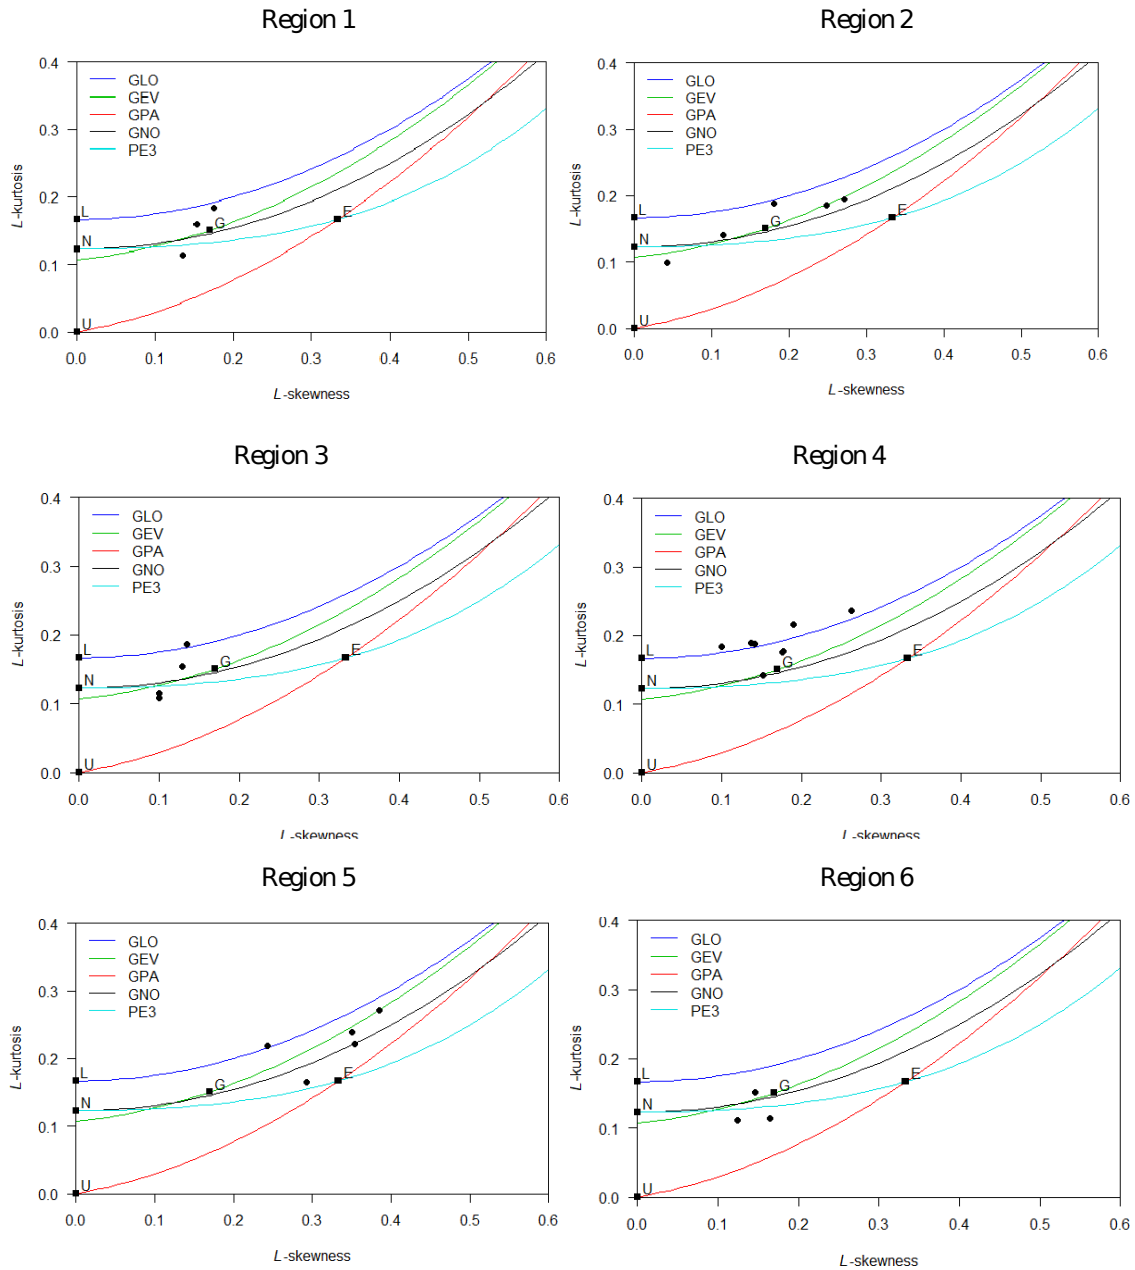 Region 1
Region 2
L-kurtosis
0.4
0.3
0.2
0.1
0.0
GLO
GEV
GPA
GNO
PE3
L
N
U
G
E
0.0 0.1 0.2 0.3 0.4 0.5 0.6
L-skewness
L-kurtosis
0.4
0.3
0.2
0.1
0.0
GLO
GEV
GPA
GNO
PE3
L
N
U
G
E
0.0 0.1 0.2 0.3 0.4 0.5 0.6
L-skewness
Region 3
Region 4
L-kurtosis
0.4
0.3
0.2
0.1
0.0
GLO
GEV
GPA
GNO
PE3
L
N
U
G
E
0.0 0.1 0.2 0.3 0.4 0.5 0.6
L-skewness
L-kurtosis
0.4
0.3
0.2
0.1
0.0
GLO
GEV
GPA
GNO
PE3
L
N
U
G
E
0.0 0.1 0.2 0.3 0.4 0.5 0.6
L-skewness
Region 5
Region 6
L-kurtosis
0.4
0.3
0.2
0.1
0.0
GLO
GEV
GPA
GNO
PE3
L
N
U
G
E
0.0 0.1 0.2 0.3 0.4 0.5 0.6
L-skewness
L-kurtosis
0.4
0.3
0.2
0.1
0.0
GLO
GEV
GPA
GNO
PE3
L
N
U
G
E
0.0 0.1 0.2 0.3 0.4 0.5 0.6
L-skewness